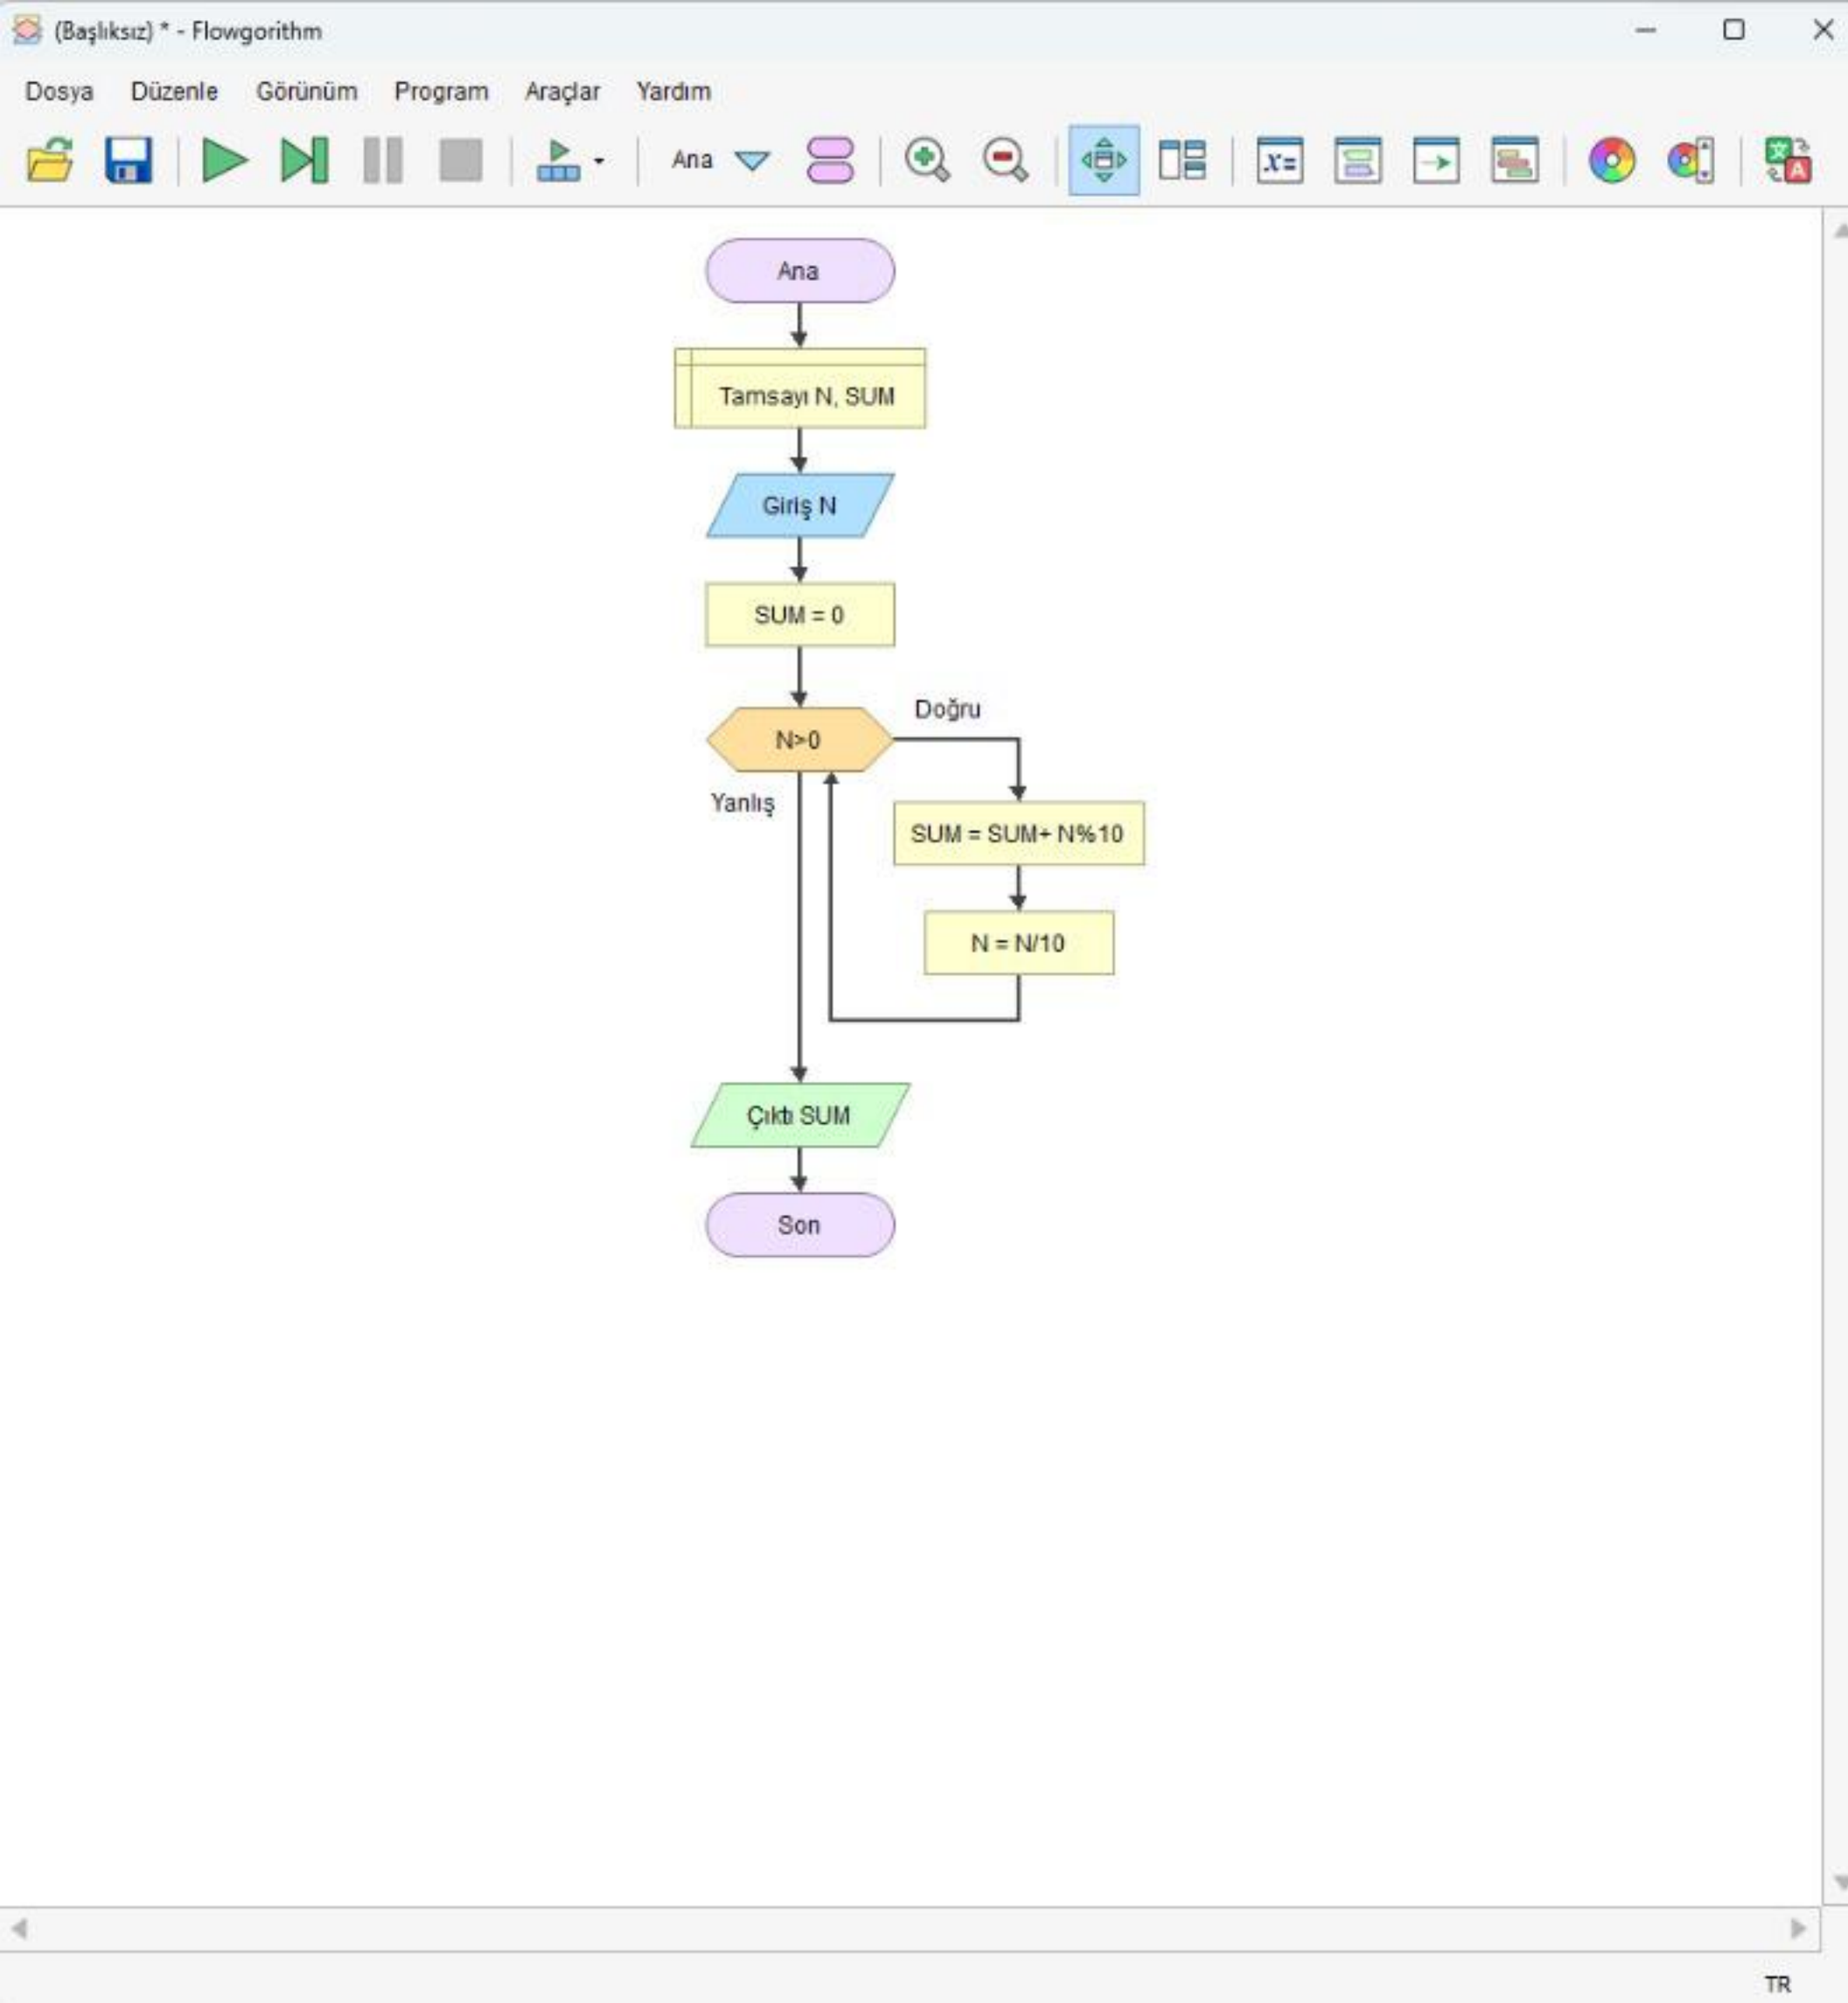 (Başlıksız) * - Flowgorithm
Dosya Düzenle Görünüm Program Araçlar Yardım
Ana
x=
文
A
Ana
Tamsayı N, SUM
Giriş N
SUM = 0
N>0
Doğru
Yanlış
SUM = SUM+ N%10
N = N/10
Çıktı SUM
Son
TR